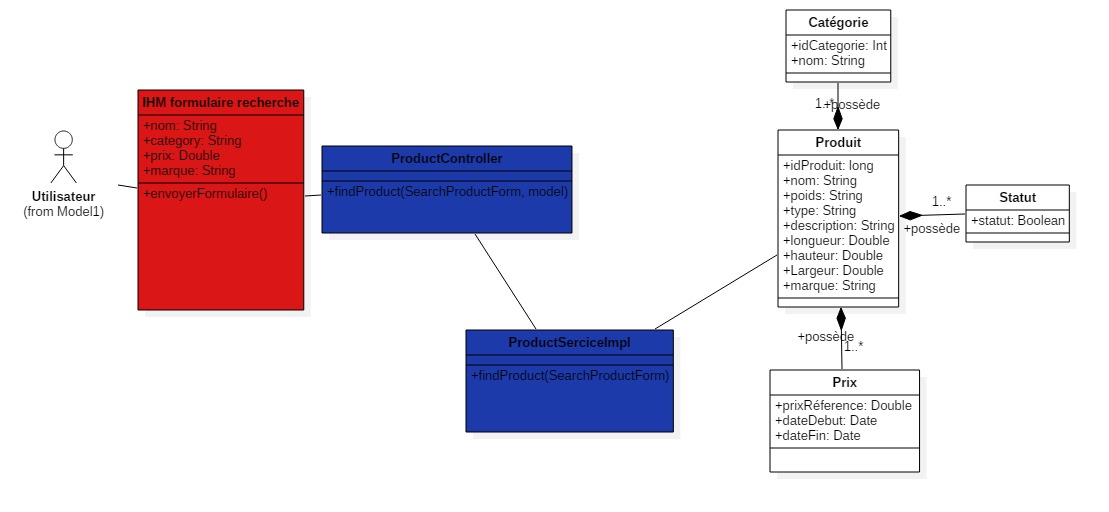 Catégorie
+idCategorie: Int
+nom: String
1..*
+possède
IHM formulaire recherche
+nom: String
+category: String
+prix: Double
+marque: String
+envoyerFormulaire()
Utilisateur
(from Model1)
ProductController
+findProduct(SearchProductForm, model)
Produit
+idProduit: long
+nom: String
+poids: String
+type: String
+description: String
+longueur: Double
+hauteur: Double
+Largeur: Double
+marque: String
1..*
+possède
Statut
+statut: Boolean
ProductSerciceImpl
+findProduct(SearchProductForm)
+possède
1..*
Prix
+prixRéference: Double
+dateDebut: Date
+dateFin: Date